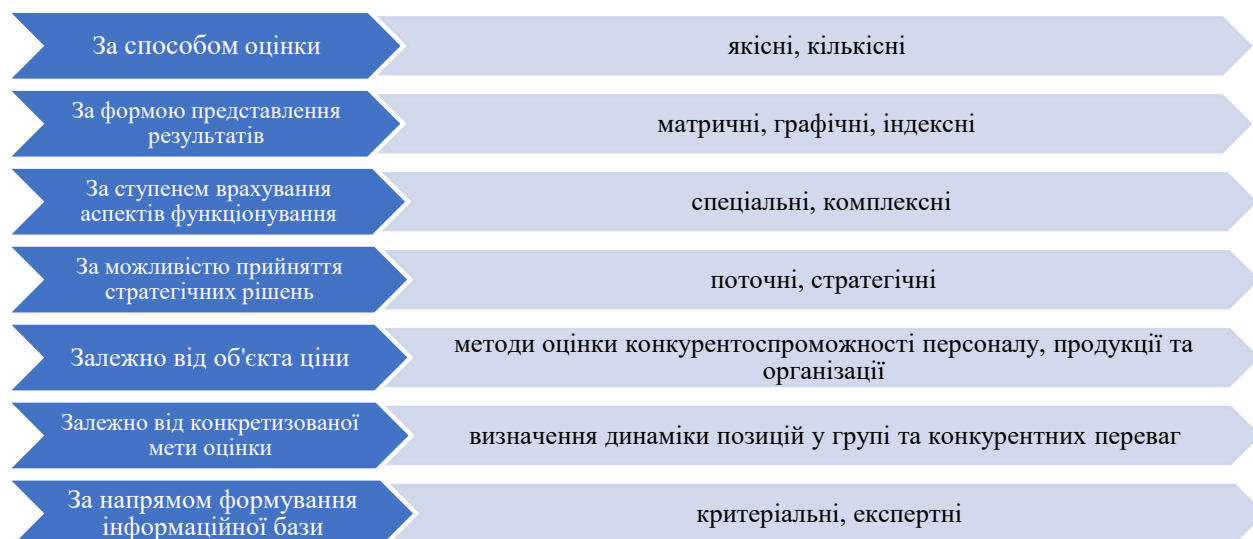 За способом оцінки
якісні, кількісні
За формою представлення
результатів
матричні, графічні, індексні
За ступенем врахування
аспектів функціонування
спеціальні, комплексні
За можливістю прийняття
стратегічних рішень
поточні, стратегічні
Залежно від об'єкта ціни
методи оцінки конкурентоспроможності персоналу, продукції та
організації
Залежно від конкретизованої
мети оцінки
визначення динаміки позицій у групі та конкурентних переваг
За напрямом формування
інформаційної бази
критеріальні, експертні